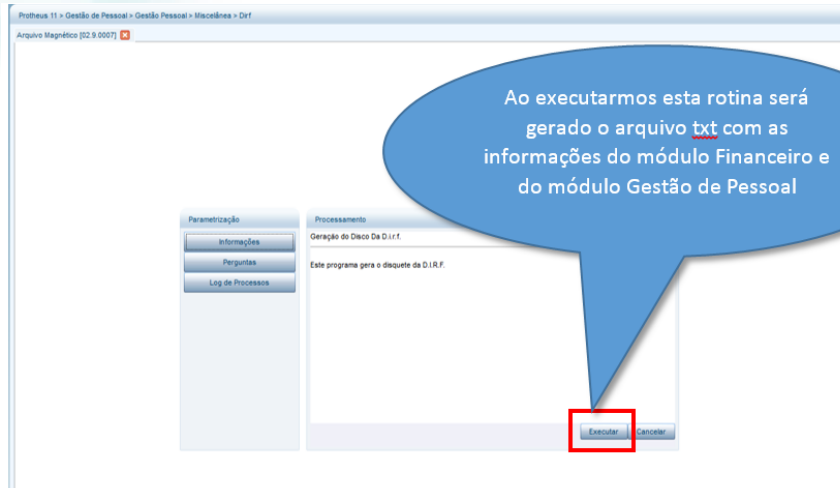 Protheus 11 > Gestão de Pessoal > Gestão Pessoal > Miscelânea > Dirf
Arquivo Magnético [02.9.0007]
Ao executarmos esta rotina será
gerado o arquivo txt com as
informações do módulo Financeiro e
do módulo Gestão de Pessoal
Parametrização
Informações
Perguntas
Log de Processos
Processamento
Geração do Disco Da D.I.r.f.
Este programa gera o disquete da D.I.R.F.
Executar
Cancelar